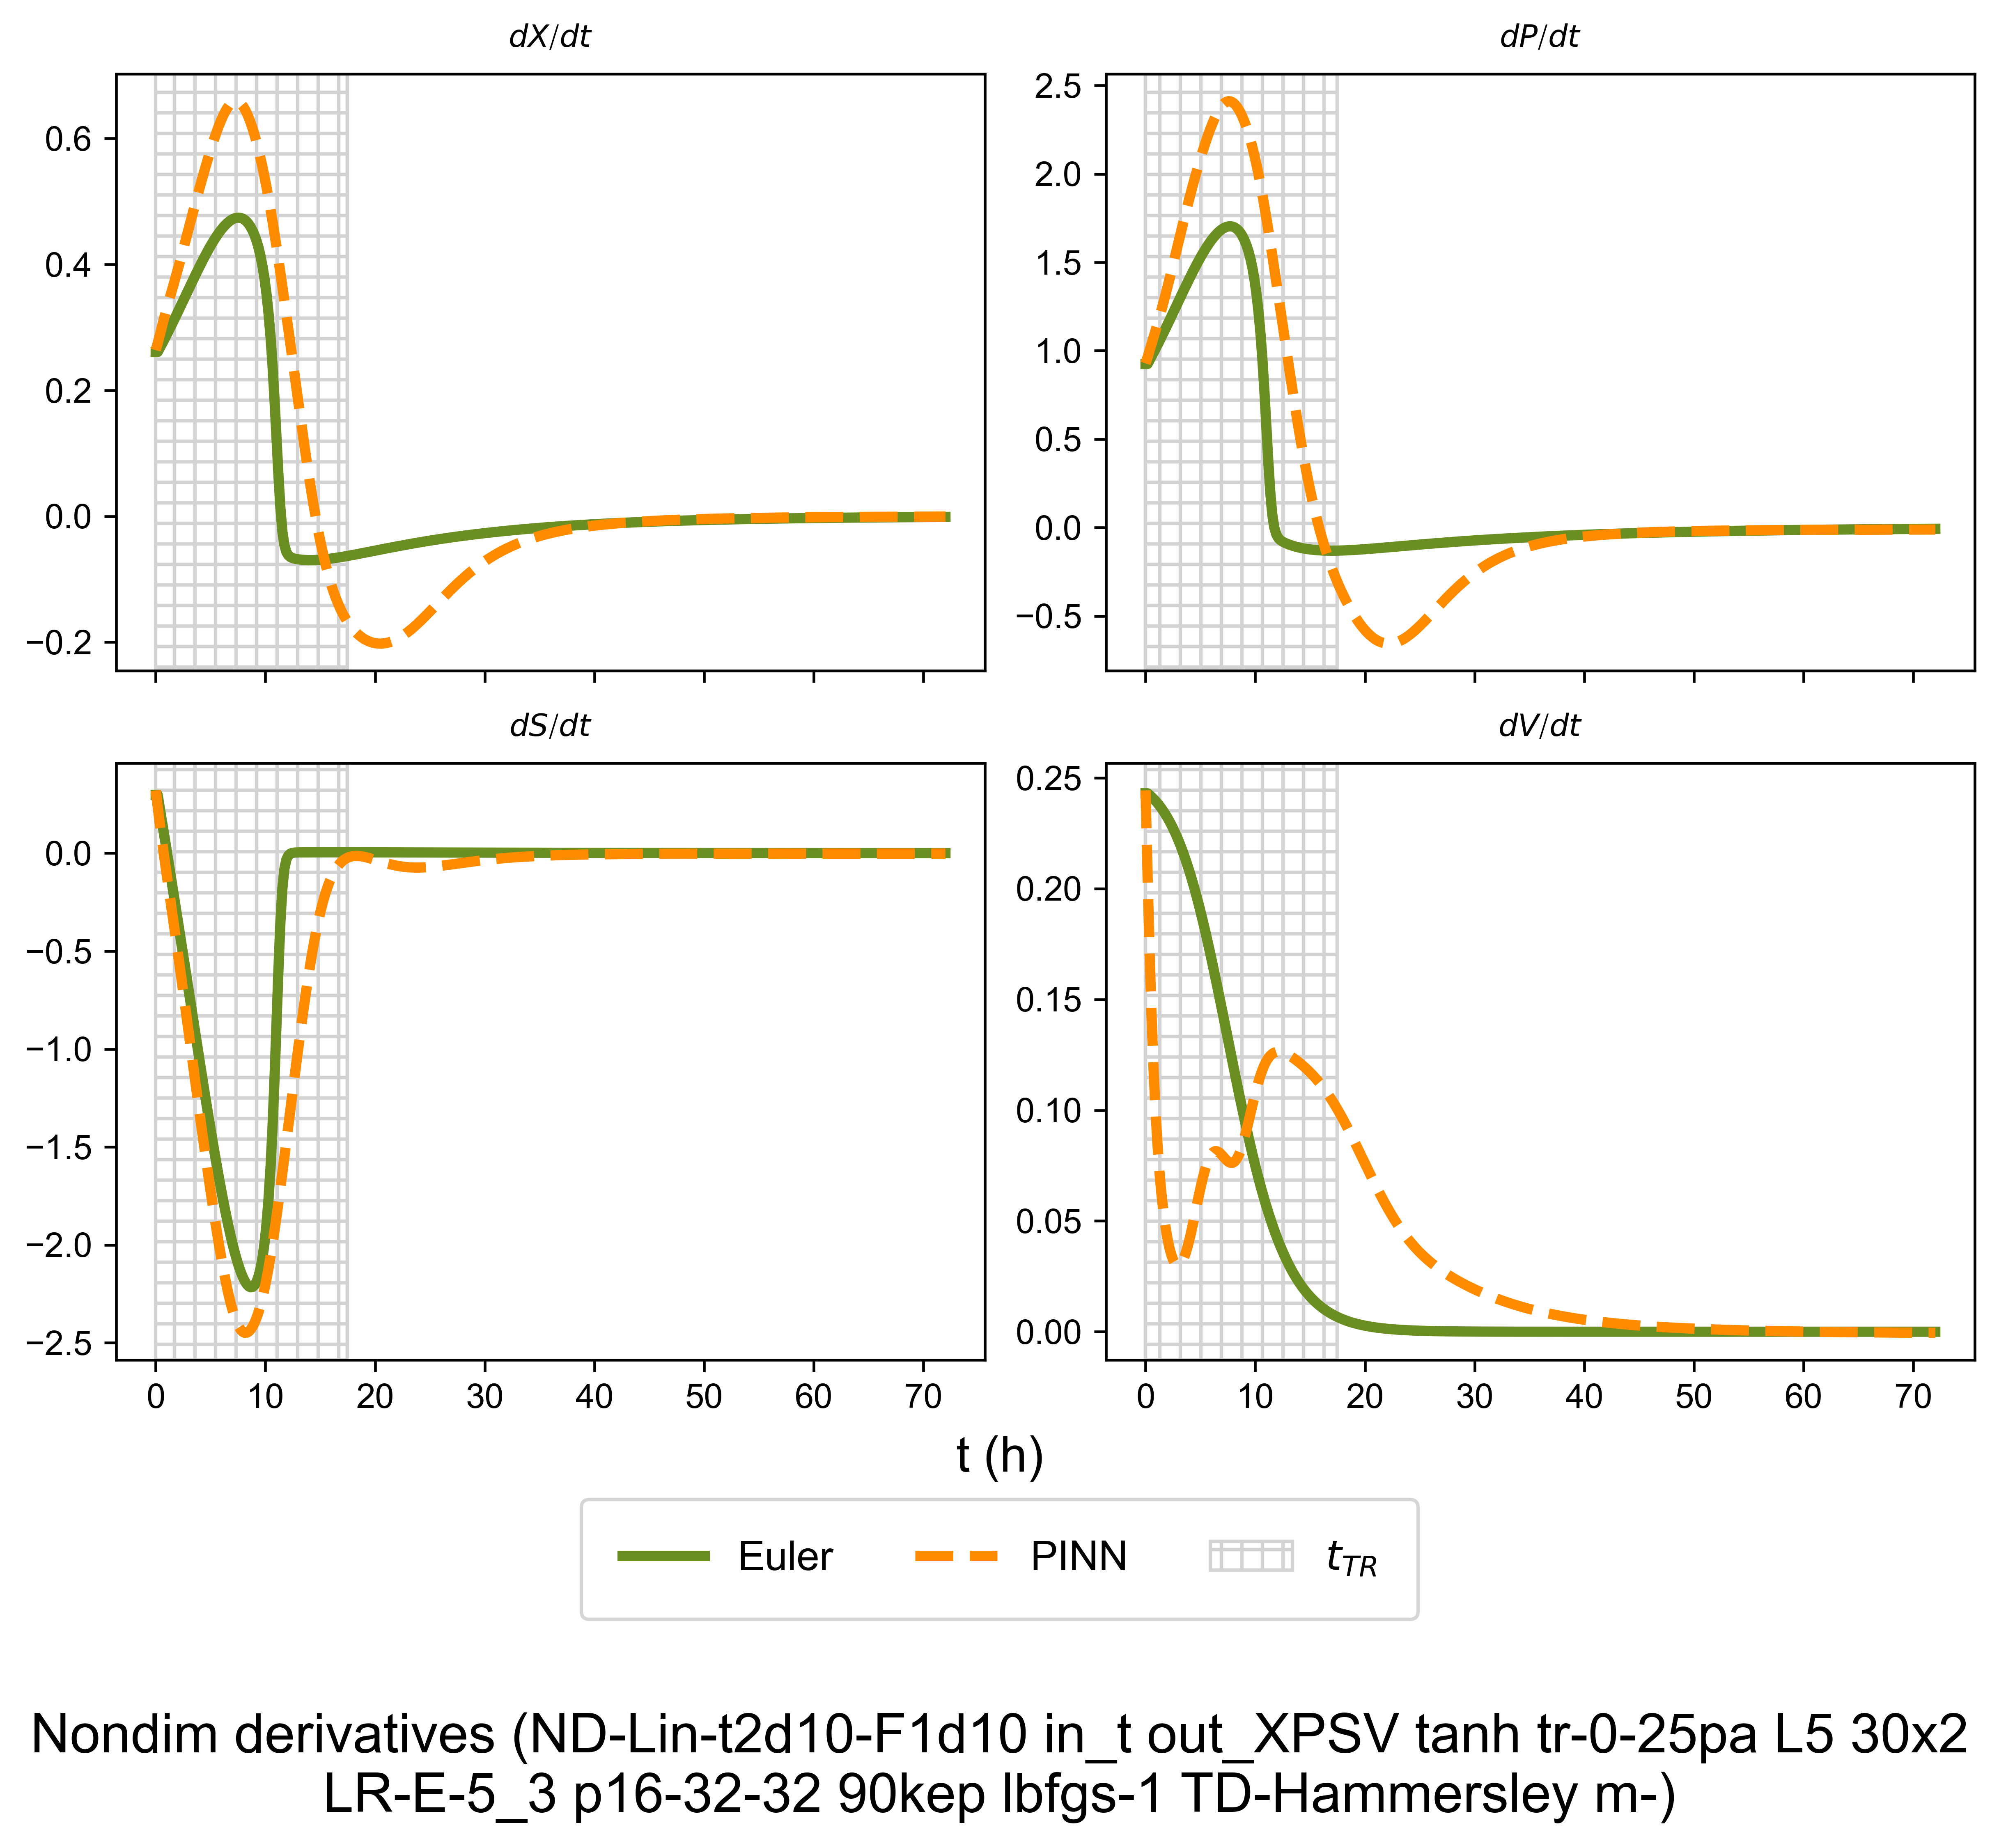 dX/dt
dP/dt
0.6
0.4
0.2
0.0
−0.2
2.5
2.0
1.5
1.0
0.5
0.0
−0.5
dS/dt
dV/dt
0.0
−0.5
−1.0
−1.5
−2.0
−2.5
0 10 20 30 40 50 60 70
0.25
0.20
0.15
0.10
0.05
0.00
0 10 20 30 40 50 60 70
t (h)
Euler PINN t_TR
Nondim derivatives (ND-Lin-t2d10-F1d10 in_t out_XPSV tanh tr-0-25pa L5 30x2
LR-E-5_3 p16-32-32 90kep lbfgs-1 TD-Hammersley m-)